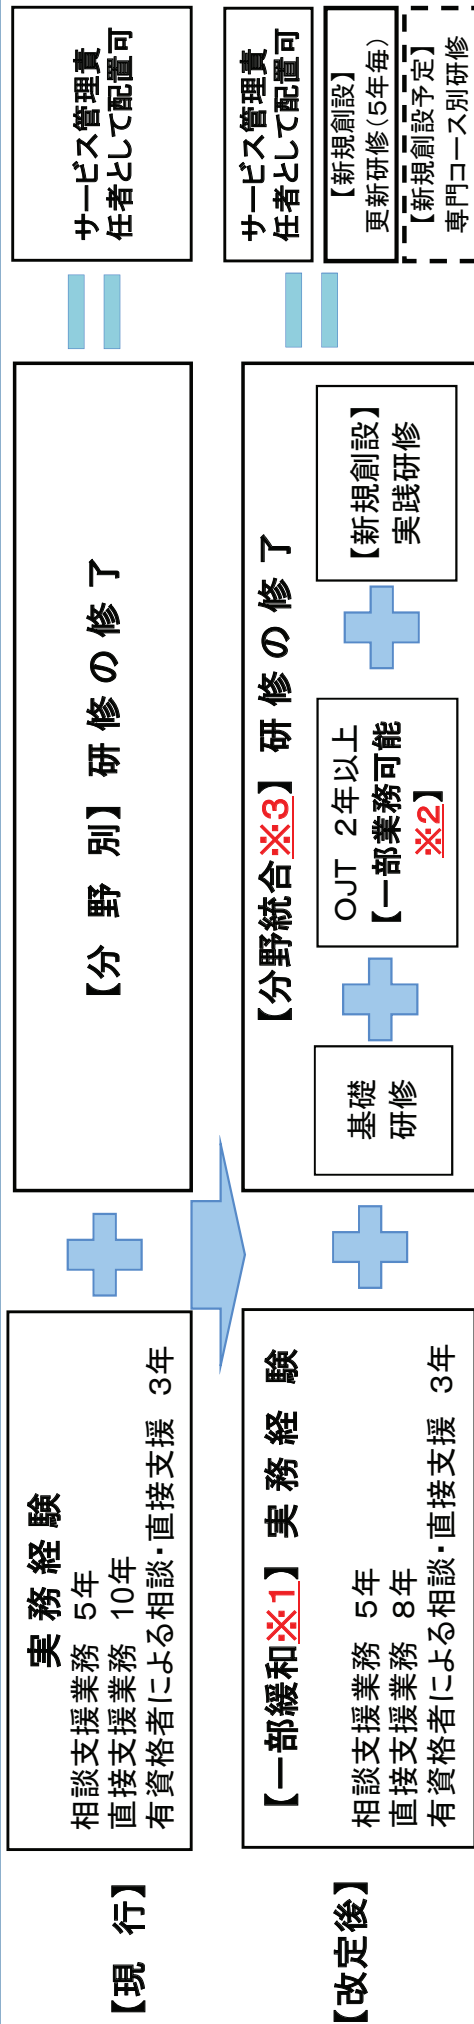 【現　行】
実 務 経 験
相談支援業務 5年
直接支援業務 10年
有資格者による相談・直接支援 3年
【分 野 別】 研 修 の 修 了
サービス管理責
任者として配置可
【改定後】
【一部緩和※1】 実 務 経 験
相談支援業務 5年
直接支援業務 8年
有資格者による相談・直接支援 3年
【分野統合※3】 研 修 の 修 了
基礎
研修
OJT 2年以上
【一部業務可能
※2】
【新規創設】
実践研修
サービス管理責
任者として配置可
【新規創設】
更新研修(5年毎)
【新規創設予定】
専門コース別研修